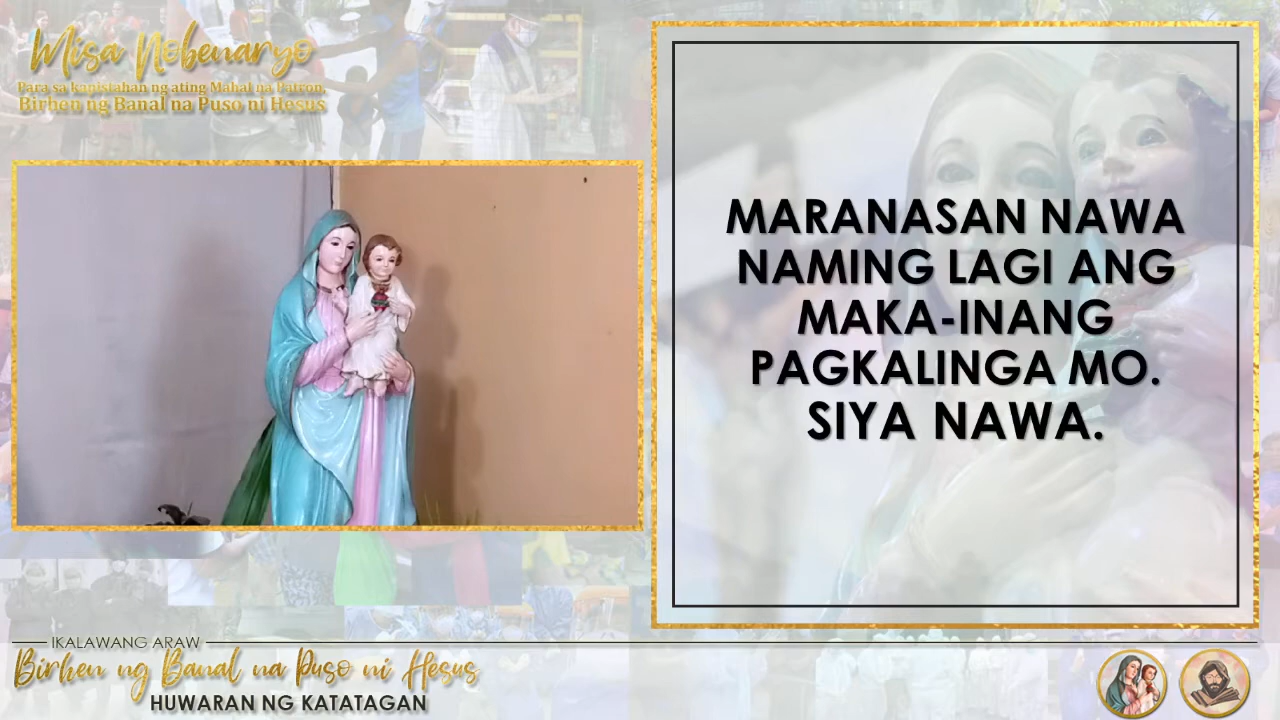 Misa Nobenaryo
Para sa Kapistahan ng ating Mahal na Patron,
Birhen ng Banal na Puso ni Hesus
MARANASAN NAWA
NAMING LAGI ANG
MAKA-INANG
PAGKALINGA MO.
SIYA NAWA.
IKALAWANG ARAW
Birhen ng Banal na Puso ni Hesus
HUWARAN NG KATATAGAN